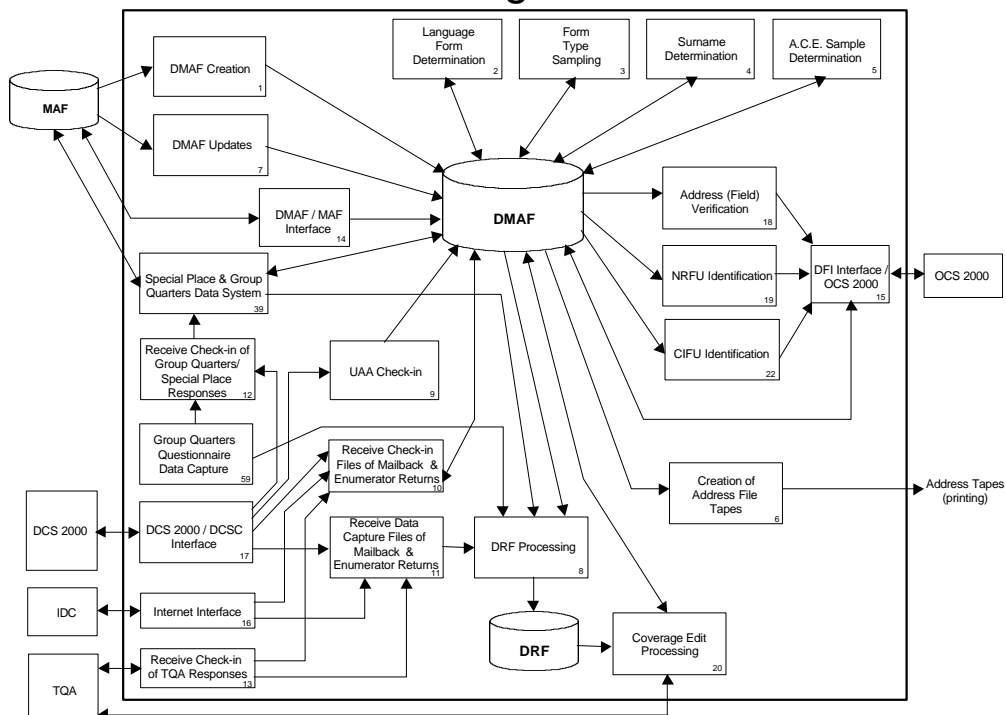 Language
Form
Determination
2
Form
Type
Sampling
3
Surname
Determination
4
A.C.E. Sample
Determination
5
DMAF Creation
1
MAF
DMAF Updates
7
DMAF / MAF
Interface
14
DMAF
Address (Field)
Verification
18
Special Place & Group
Quarters Data System
39
NRFU Identification
19
DFI Interface /
OCS 2000
15
OCS 2000
Receive Check-in of
Group Quarters/
Special Place
Responses
12
UAA Check-in
9
CIFU Identification
22
Group Quarters
Questionnaire
Data Capture
59
Receive Check-in
Files of Mailback &
Enumerator Returns
10
Creation of
Address File
Tapes
6
Address Tapes
(printing)
DCS 2000
DCS 2000 / DCSC
Interface
17
Receive Data
Capture Files of
Mailback &
Enumerator Returns
11
DRF Processing
8
IDC
Internet Interface
16
DRF
Coverage Edit
Processing
20
TQA
Receive Check-in
of TQA Responses
13